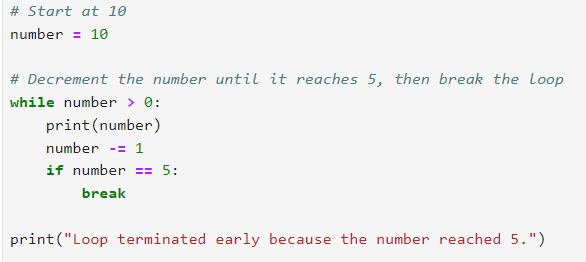 # Start at 10
number = 10

# Decrement the number until it reaches 5, then break the loop
while number > 0:
    print(number)
    number -= 1
    if number == 5:
        break

print("Loop terminated early because the number reached 5.")